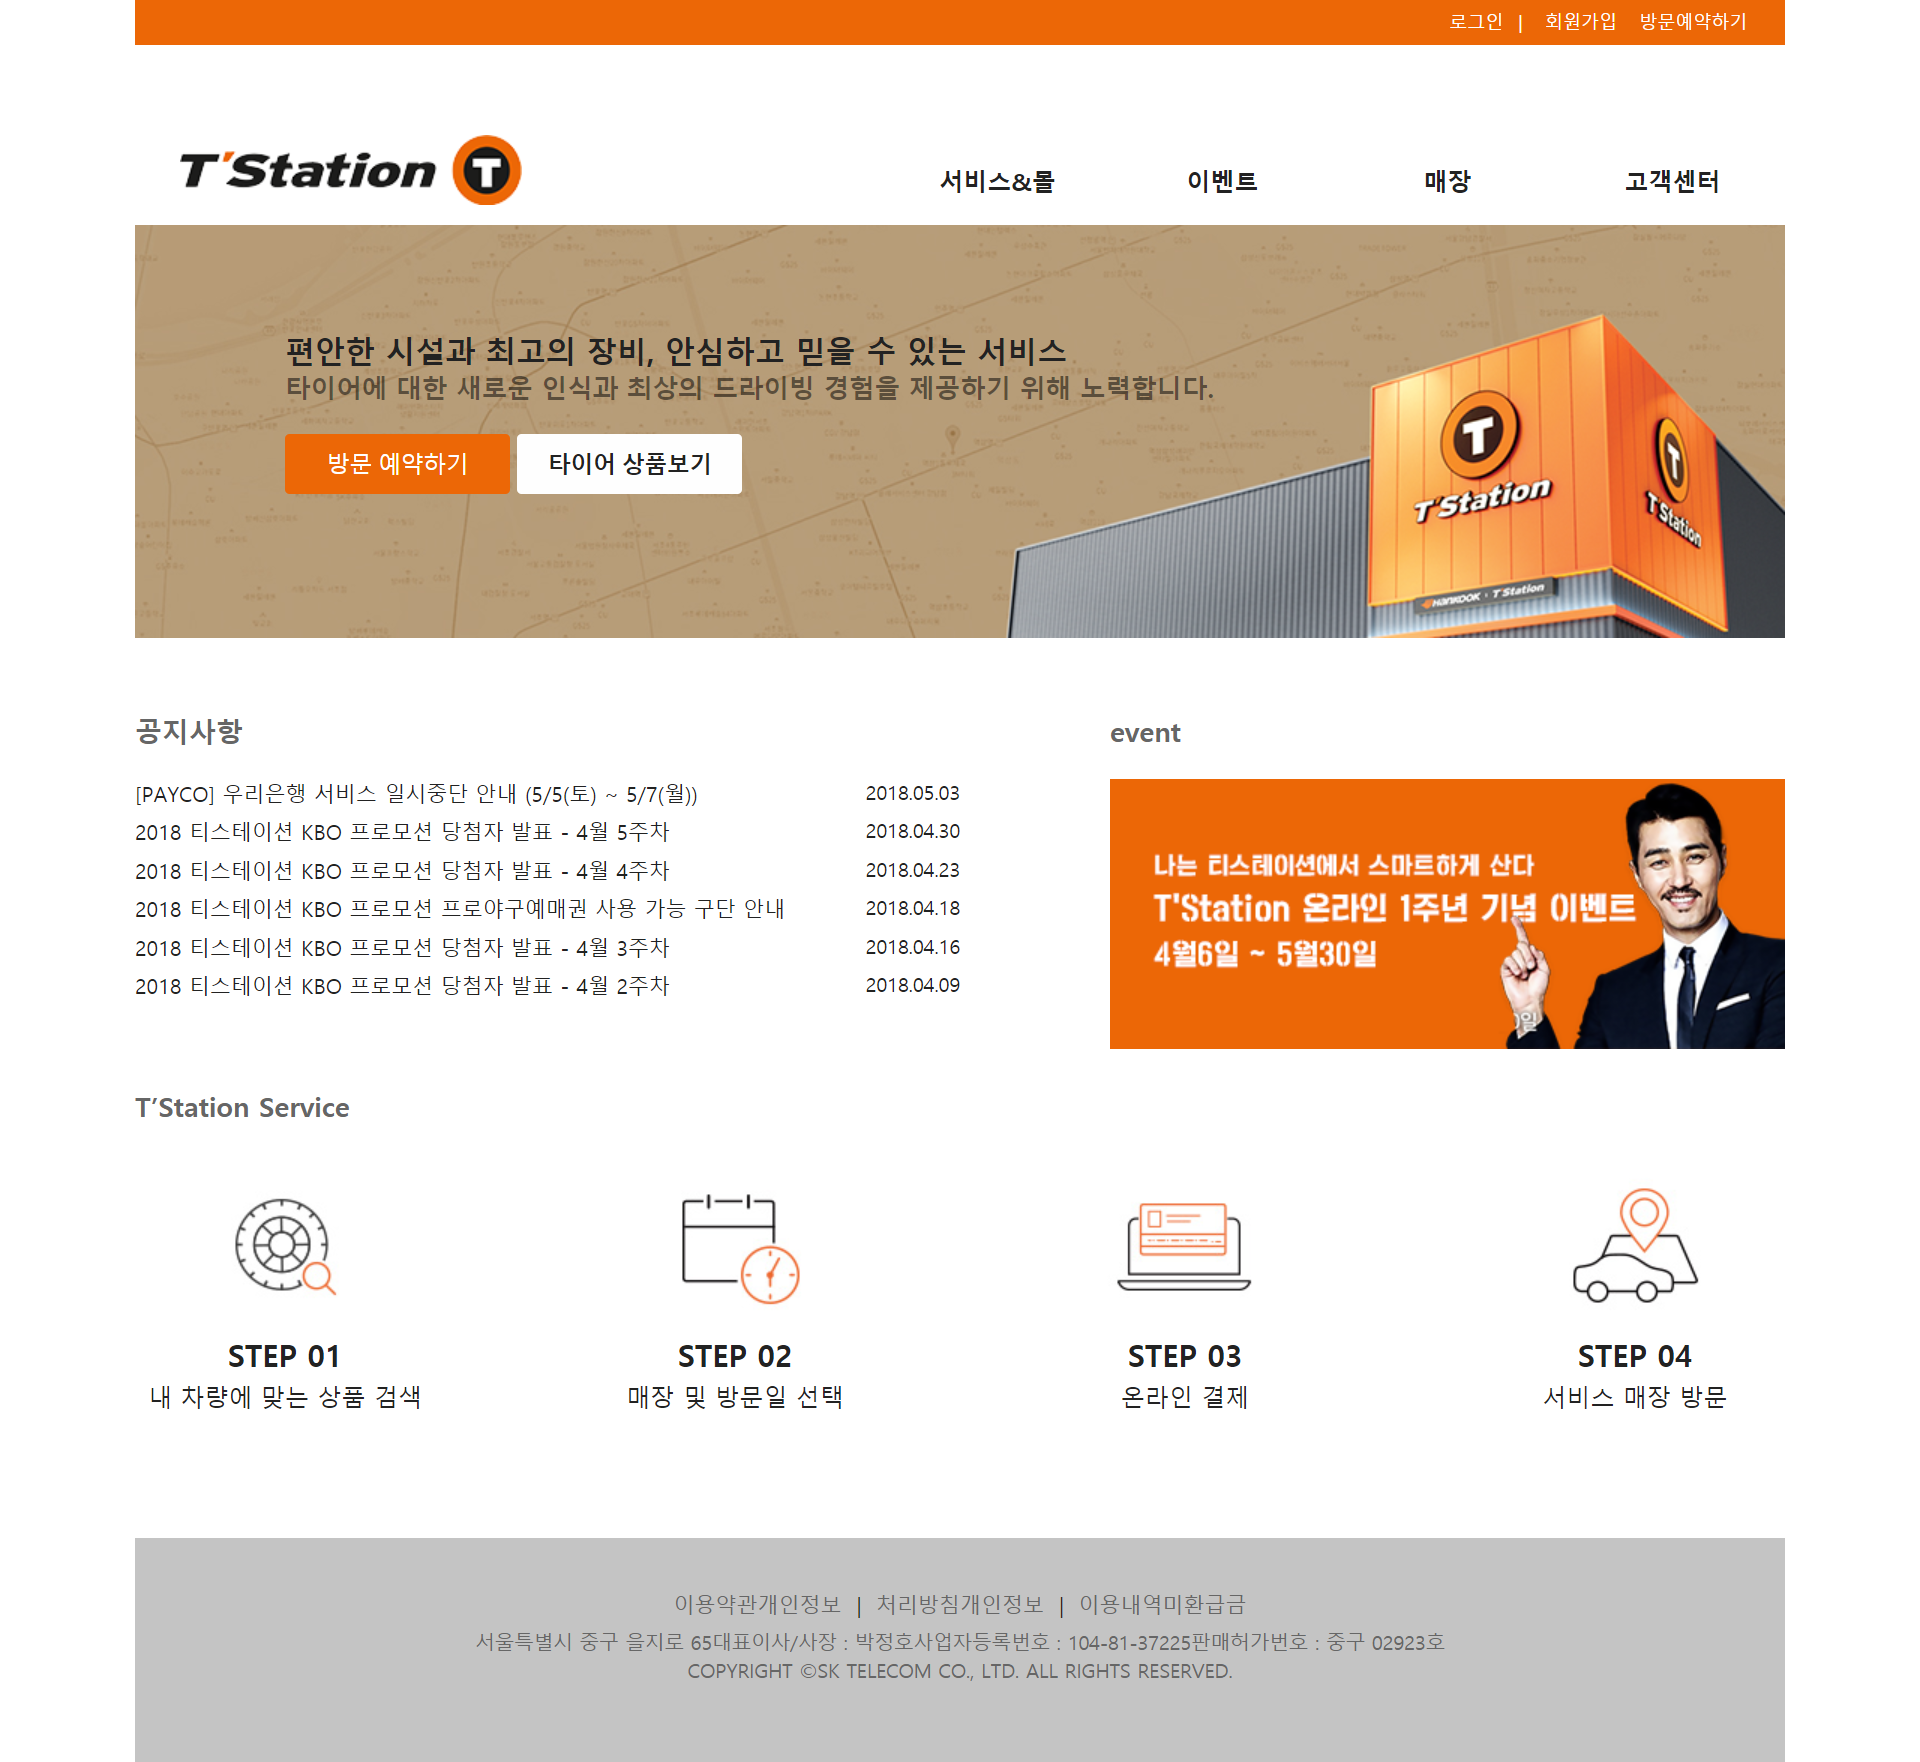 로그인 | 회원가입 방문예약하기
T'Station T
서비스&몰 이벤트 매장 고객센터
편안한 시설과 최고의 장비, 안심하고 믿을 수 있는 서비스
타이어에 대한 새로운 인식과 최상의 드라이빙 경험을 제공하기 위해 노력합니다.
방문 예약하기 타이어 상품보기
T
T'Station
T
T'Station
HANKOOK T'Station
공지사항
[PAYCO] 우리은행 서비스 일시중단 안내 (5/5(토) ~ 5/7(월)) 2018.05.03
2018 티스테이션 KBO 프로모션 당첨자 발표 - 4월 5주차 2018.04.30
2018 티스테이션 KBO 프로모션 당첨자 발표 - 4월 4주차 2018.04.23
2018 티스테이션 KBO 프로모션 프로야구예매권 사용 가능 구단 안내 2018.04.18
2018 티스테이션 KBO 프로모션 당첨자 발표 - 4월 3주차 2018.04.16
2018 티스테이션 KBO 프로모션 당첨자 발표 - 4월 2주차 2018.04.09
event
나는 티스테이션에서 스마트하게 산다
T'Station 온라인 1주년 기념 이벤트
4월6일 ~ 5월30일
T’Station Service
STEP 01
내 차량에 맞는 상품 검색
STEP 02
매장 및 방문일 선택
STEP 03
온라인 결제
STEP 04
서비스 매장 방문
이용약관개인정보 | 처리방침개인정보 | 이용내역미환급금
서울특별시 중구 을지로 65대표이사/사장 : 박정호사업자등록번호 : 104-81-37225판매허가번호 : 중구 02923호
COPYRIGHT ©SK TELECOM CO., LTD. ALL RIGHTS RESERVED.